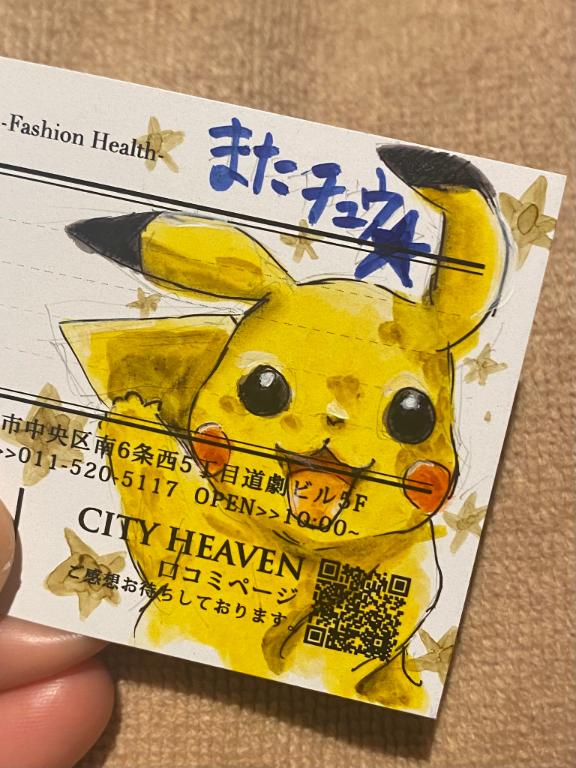 -Fashion Health-
またチュウ☆
市中央区南6条西5丁目道劇ビル5F
>>011-520-5117 OPEN>>10:00~
CITY HEAVEN
口コミページ
ご感想お待ちしております。